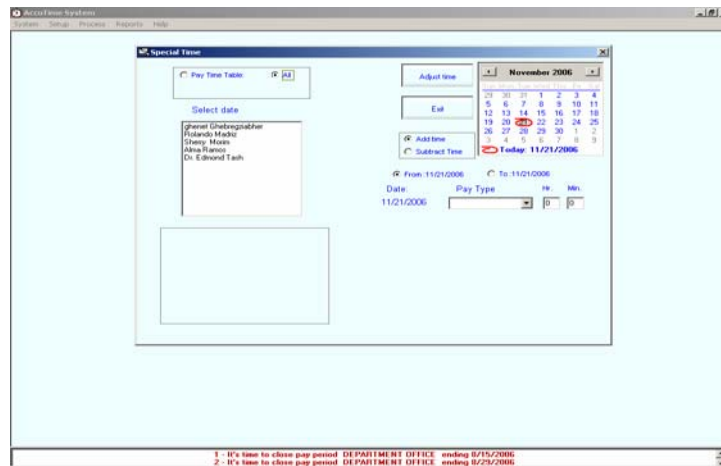 AccuTime System
System Setup Process Reports Help
Special Time
Pay Time Table: All
Select date
ghenet Ghebregziabher
Rolando Madriz
Sherry Morim
Alma Ramos
Dr. Edmond Tash
Adjust time
Exit
Add time
Subtract Time
November 2006
29 30 31 1 2 3 4
5 6 7 8 9 10 11
12 13 14 15 16 17 18
19 20 21 22 23 24 25
26 27 28 29 30 1 2
3 4 5 6 7 8 9
Today: 11/21/2006
From :11/21/2006 To :11/21/2006
Date: Pay Type Hr. Min.
11/21/2006 0 0
1 - It's time to close pay period DEPARTMENT OFFICE ending 8/15/2006
2 - It's time to close pay period DEPARTMENT OFFICE ending 8/29/2006